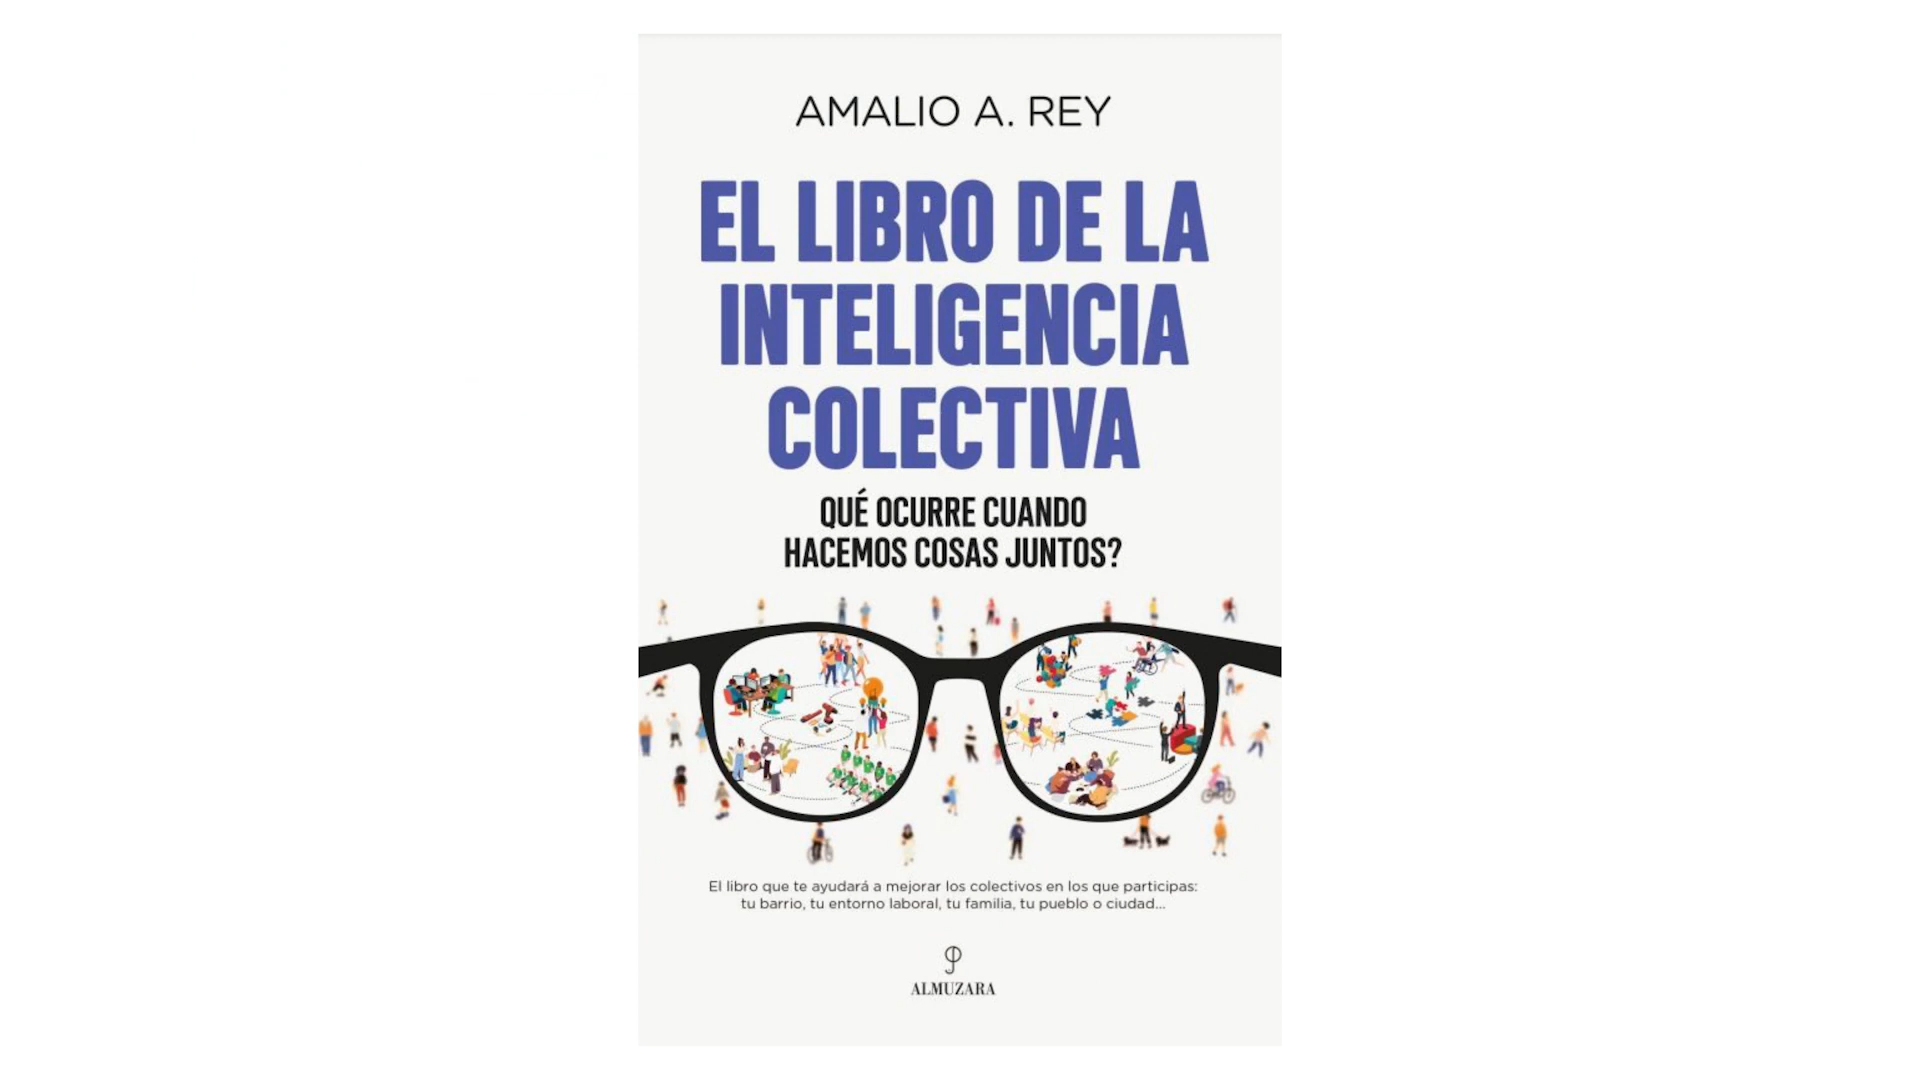 AMALIO A. REY
EL LIBRO DE LA
INTELIGENCIA
COLECTIVA
QUÉ OCURRE CUANDO
HACEMOS COSAS JUNTOS?
El libro que te ayudará a mejorar los colectivos en los que participas:
tu barrio, tu entorno laboral, tu familia, tu pueblo o ciudad...
ALMUZARA